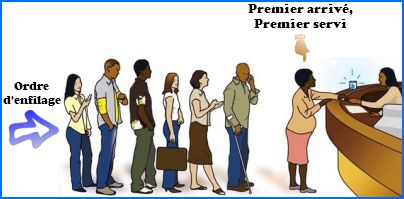 Premier arrivé,
Premier servi
Ordre
d'enfilage